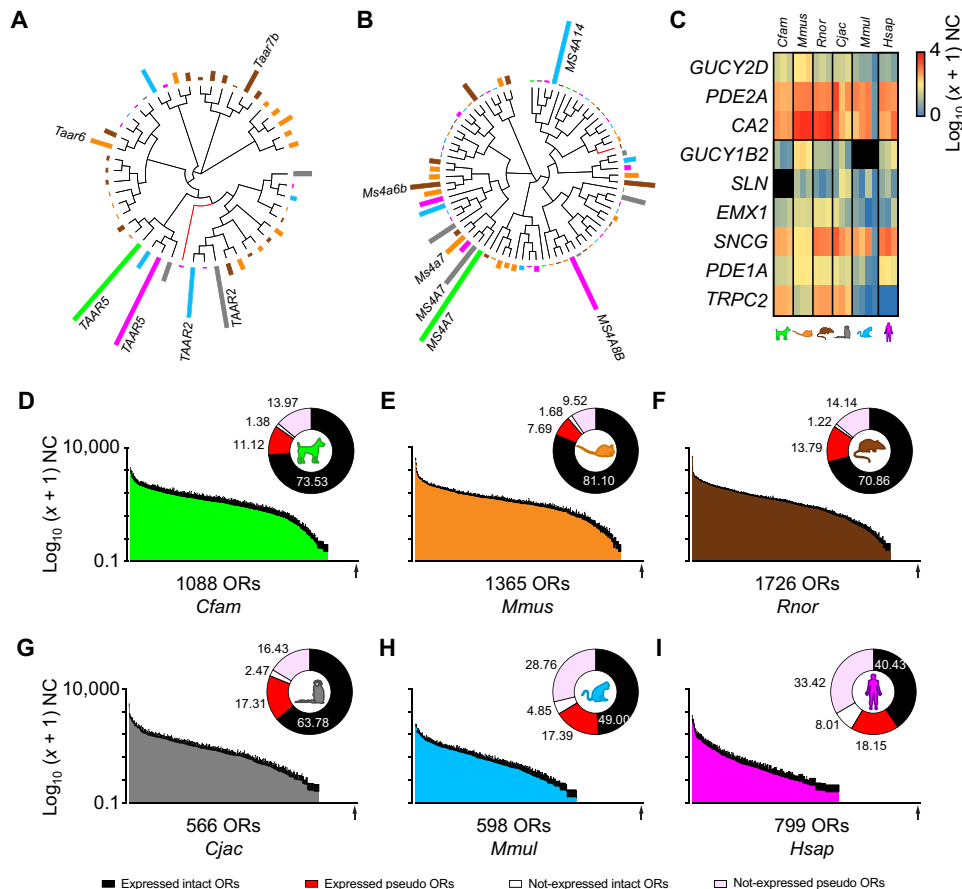 A
Taar7b
Taar6
TAAR5
TAAR5
TAAR2
TAAR2
B
MS4A14
Ms4a6b
Ms4a7
MS4A7
MS4A7
MS4A8B
C
Cfam Mmus Rnor Cjac Mmul Hsap
GUCY2D
PDE2A
CA2
GUCY1B2
SLN
EMX1
SNCG
PDE1A
TRPC2
4
0
Log10 (x + 1) NC
D
13.97
1.38
11.12
73.53
10,000
Log10 (x + 1) NC
0.1
1088 ORs
Cfam
E
9.52
1.68
7.69
81.10
1365 ORs
Mmus
F
14.14
1.22
13.79
70.86
1726 ORs
Rnor
G
16.43
2.47
17.31
63.78
10,000
Log10 (x + 1) NC
0.1
566 ORs
Cjac
H
28.76
4.85
17.39
49.00
598 ORs
Mmul
I
40.43
33.42
8.01
18.15
799 ORs
Hsap
Expressed intact ORs Expressed pseudo ORs Not-expressed intact ORs Not-expressed pseudo ORs